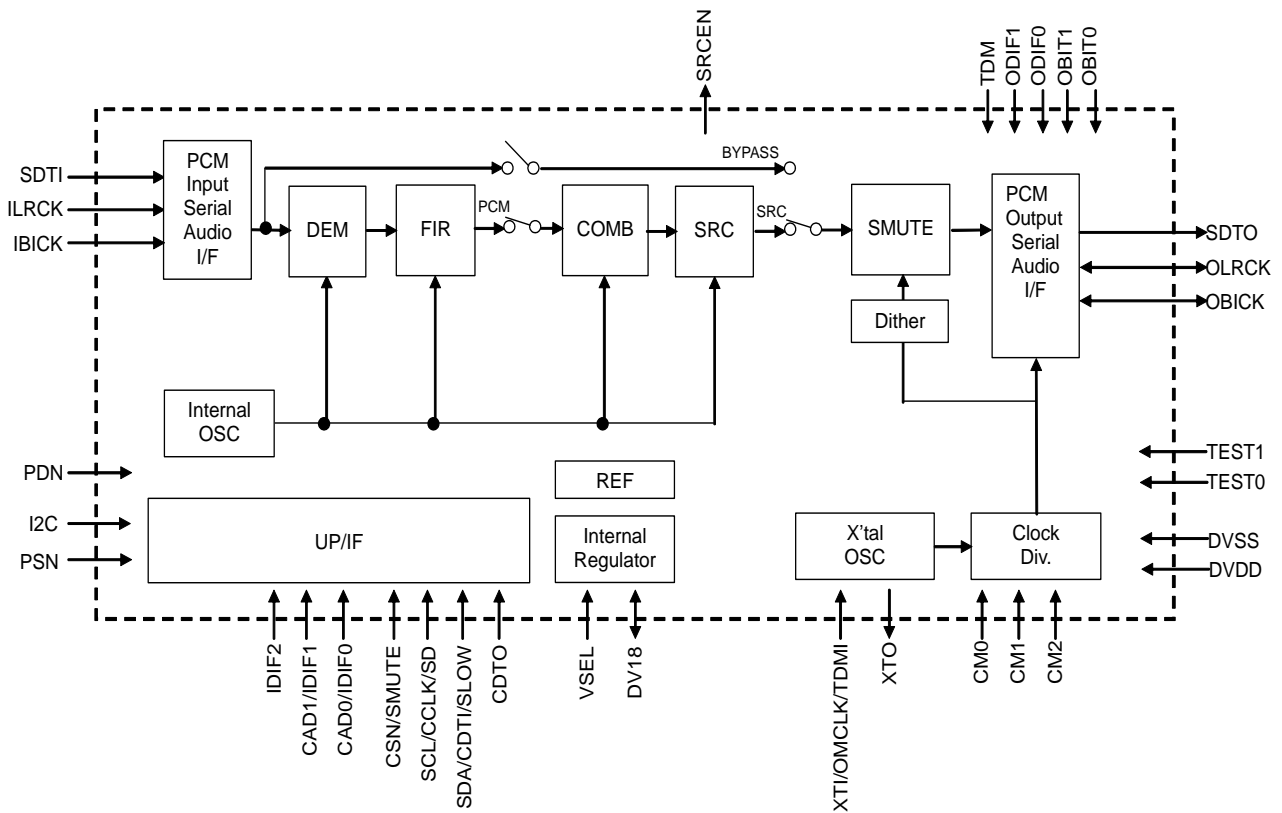 SRCEN
TDM
ODIF1
ODIF0
OBIT1
OBIT0
SDTI
ILRCK
IBICK
PCM
Input
Serial
Audio
I/F
BYPASS
DEM
FIR
PCM
COMB
SRC
SRC
SMUTE
PCM
Output
Serial
Audio
I/F
SDTO
OLRCK
OBICK
Dither
Internal
OSC
PDN
I2C
PSN
UP/IF
REF
Internal
Regulator
X'tal
OSC
Clock
Div.
TEST1
TEST0
DVSS
DVDD
IDIF2
CAD1/IDIF1
CAD0/IDIF0
CSN/SMUTE
SCL/CCLK/SD
SDA/CDTI/SLOW
CDTO
VSEL
DV18
XTI/OMCLK/TDMI
XTO
CM0
CM1
CM2